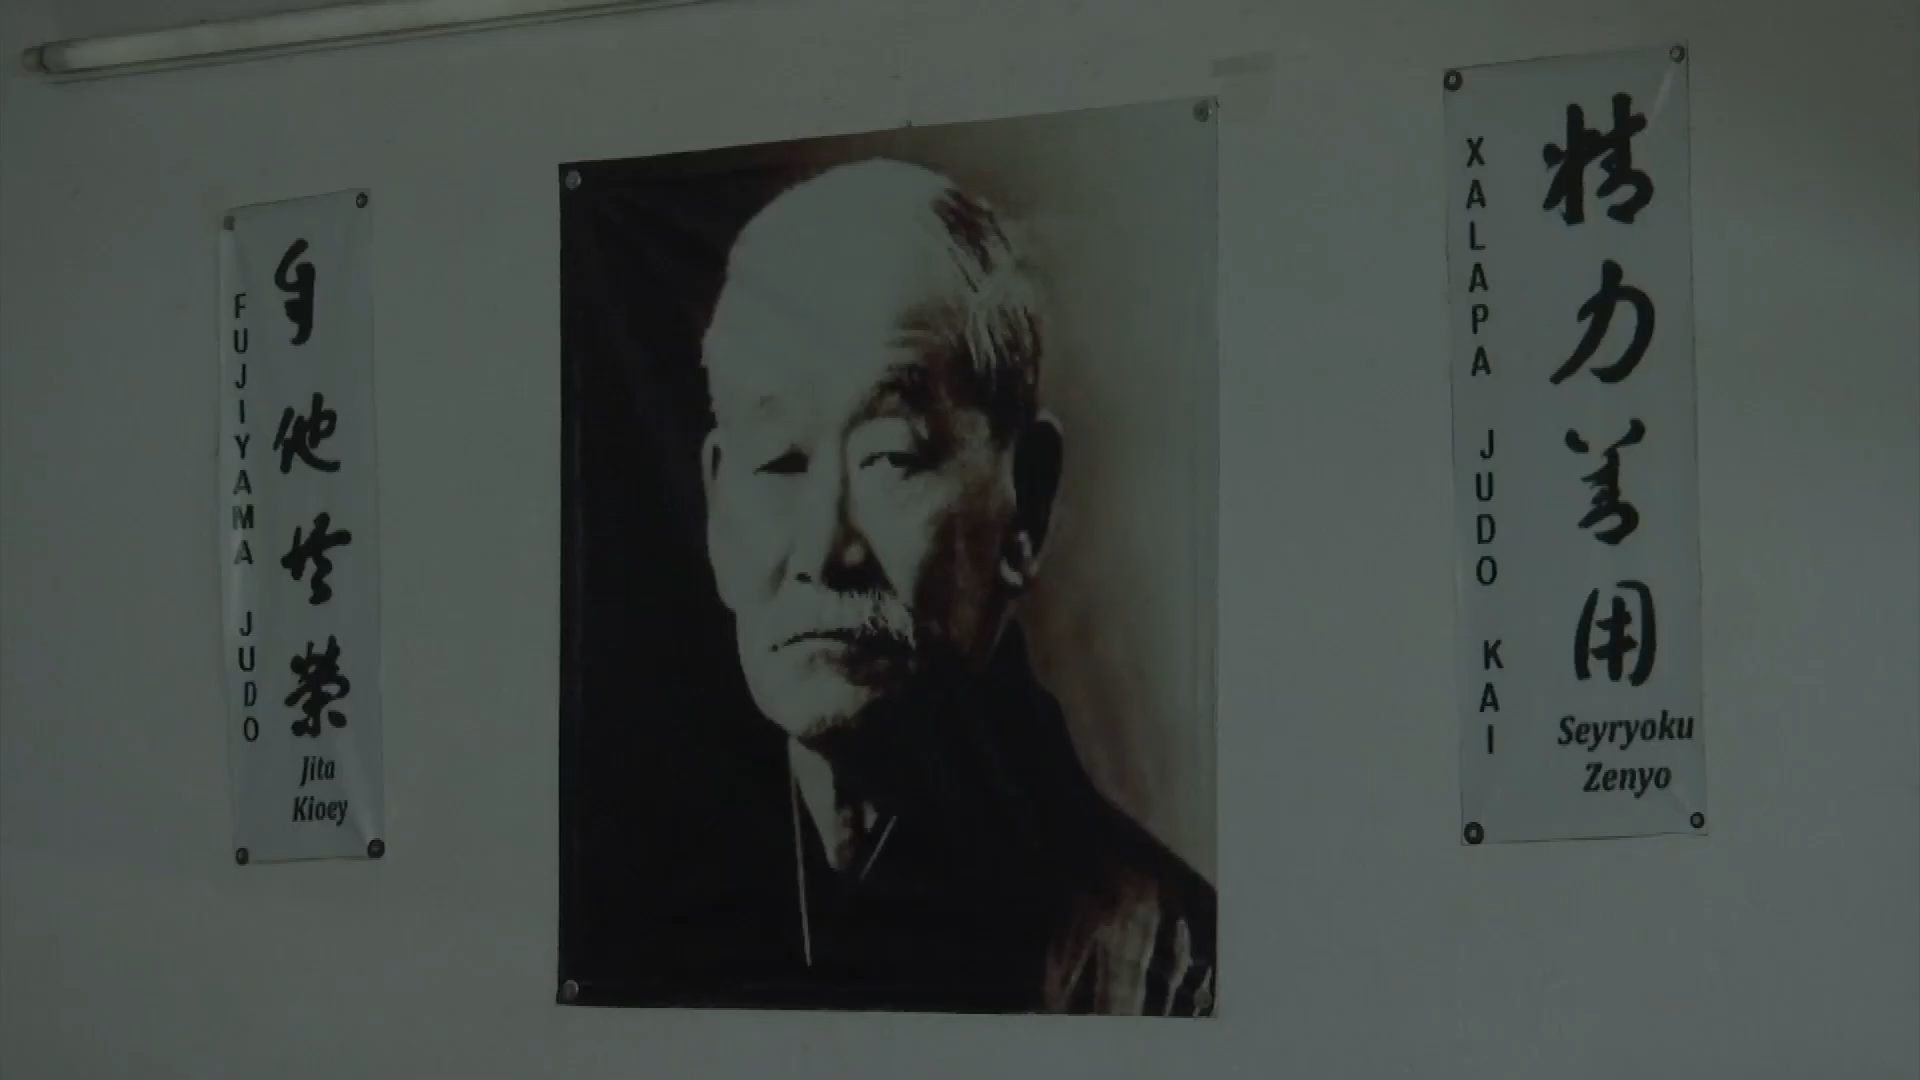 FUJIYAMA JUDO
自他共榮
Jita
Kioey
XALAPA JUDO KAI
精力善用
Seyryoku
Zenyo